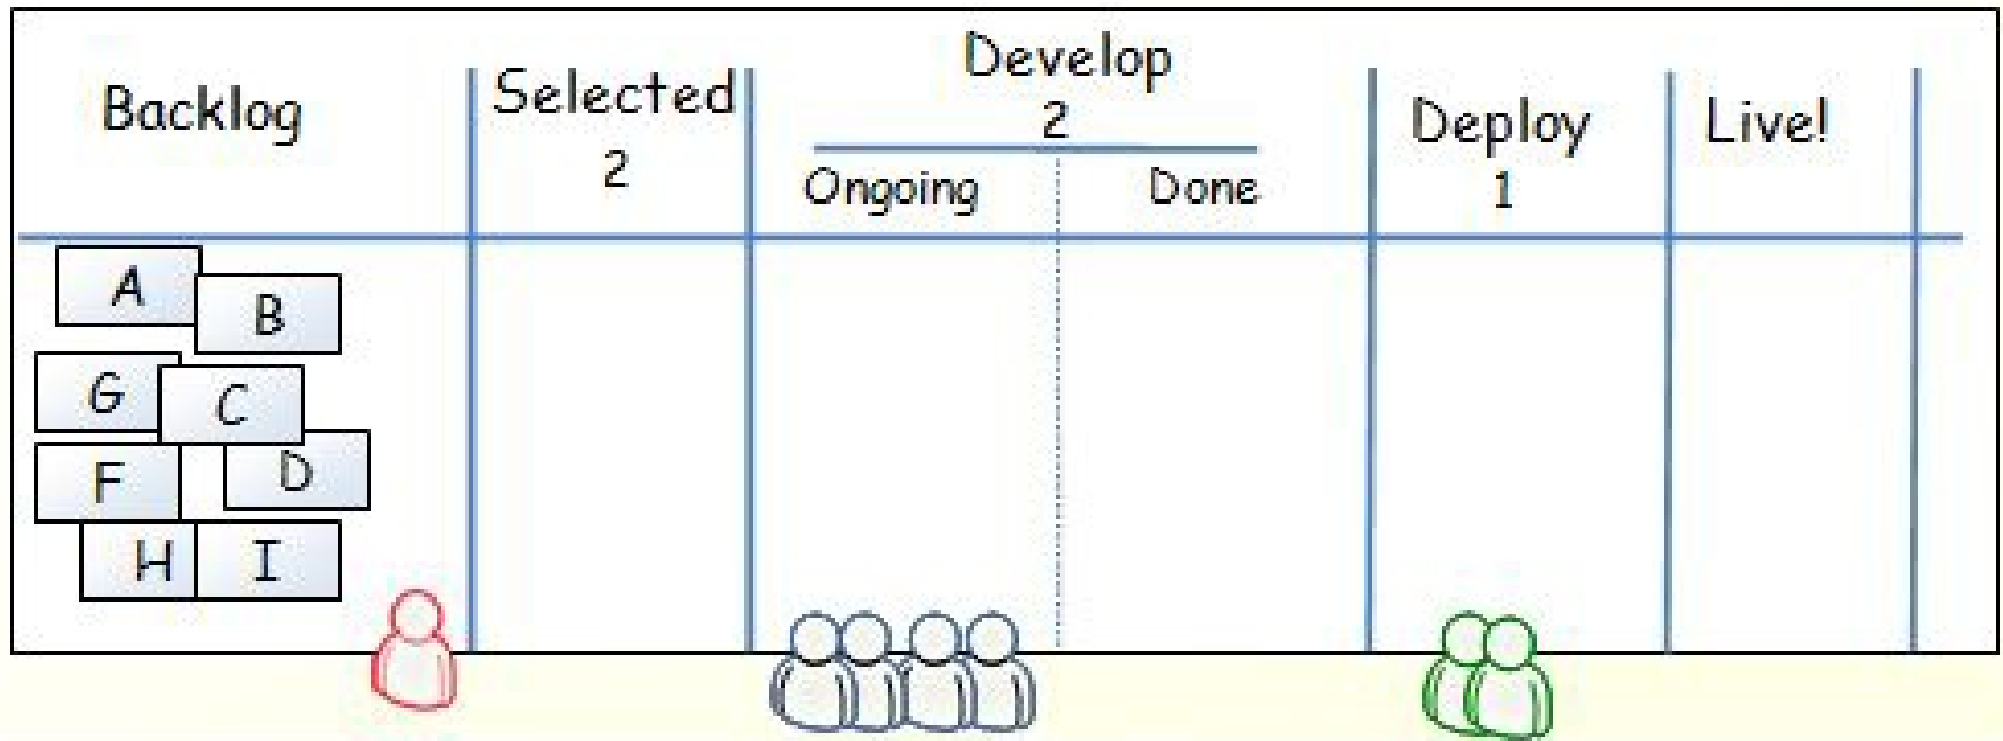 Backlog
Selected
2
Develop
2
Ongoing Done
Deploy
1
Live!
A
B
G
C
F
D
H
I